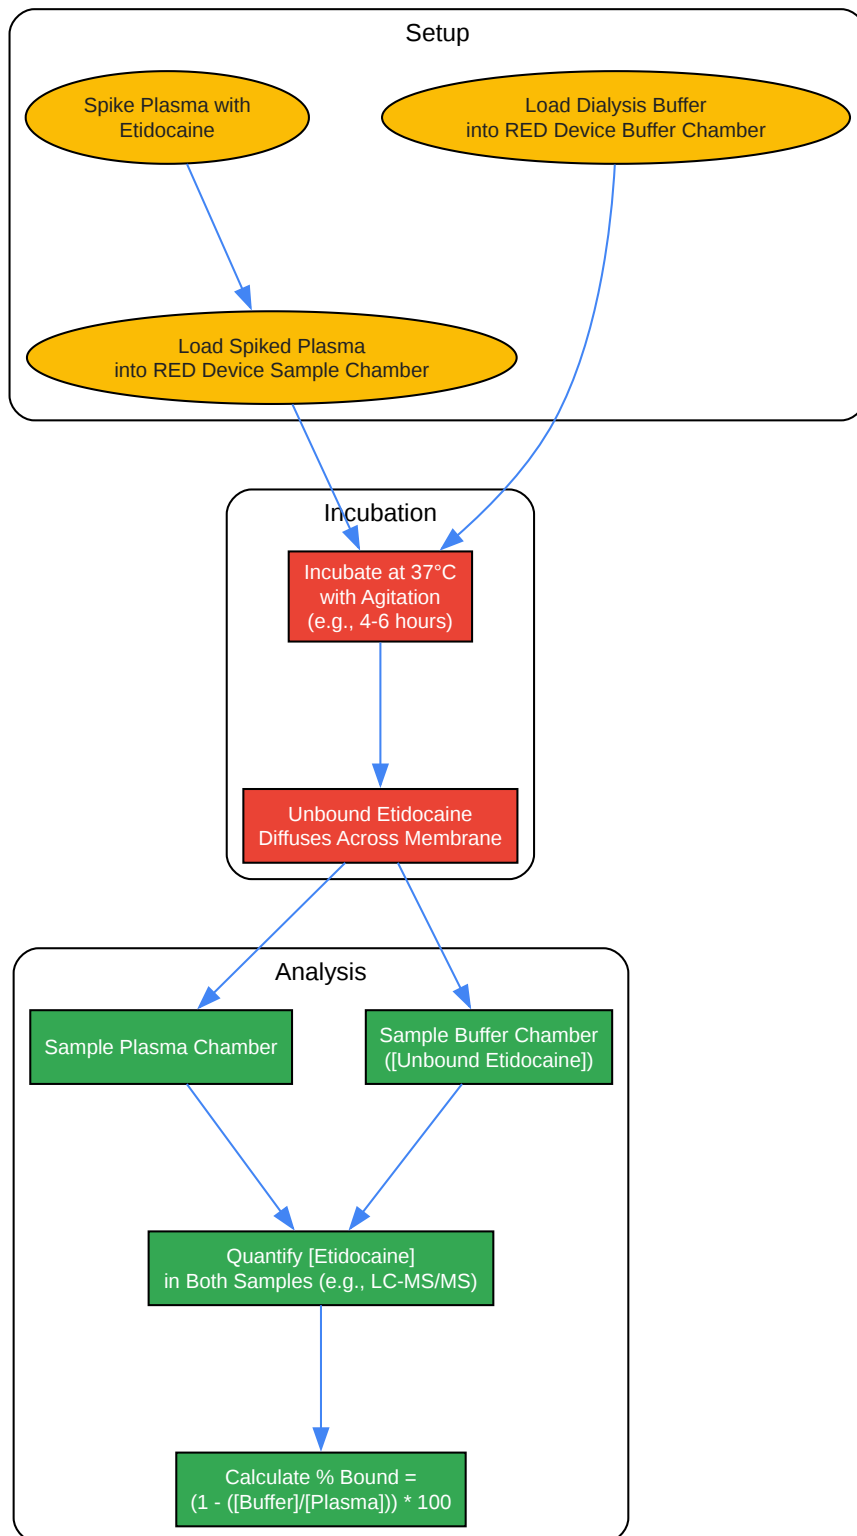 Setup
Spike Plasma with
Etidocaine
Load Dialysis Buffer
into RED Device Buffer Chamber
Load Spiked Plasma
into RED Device Sample Chamber
Incubation
Incubate at 37°C
with Agitation
(e.g., 4-6 hours)
Unbound Etidocaine
Diffuses Across Membrane
Analysis
Sample Plasma Chamber
Sample Buffer Chamber
([Unbound Etidocaine])
Quantify [Etidocaine]
in Both Samples (e.g., LC-MS/MS)
Calculate % Bound =
(1 - ([Buffer]/[Plasma])) * 100